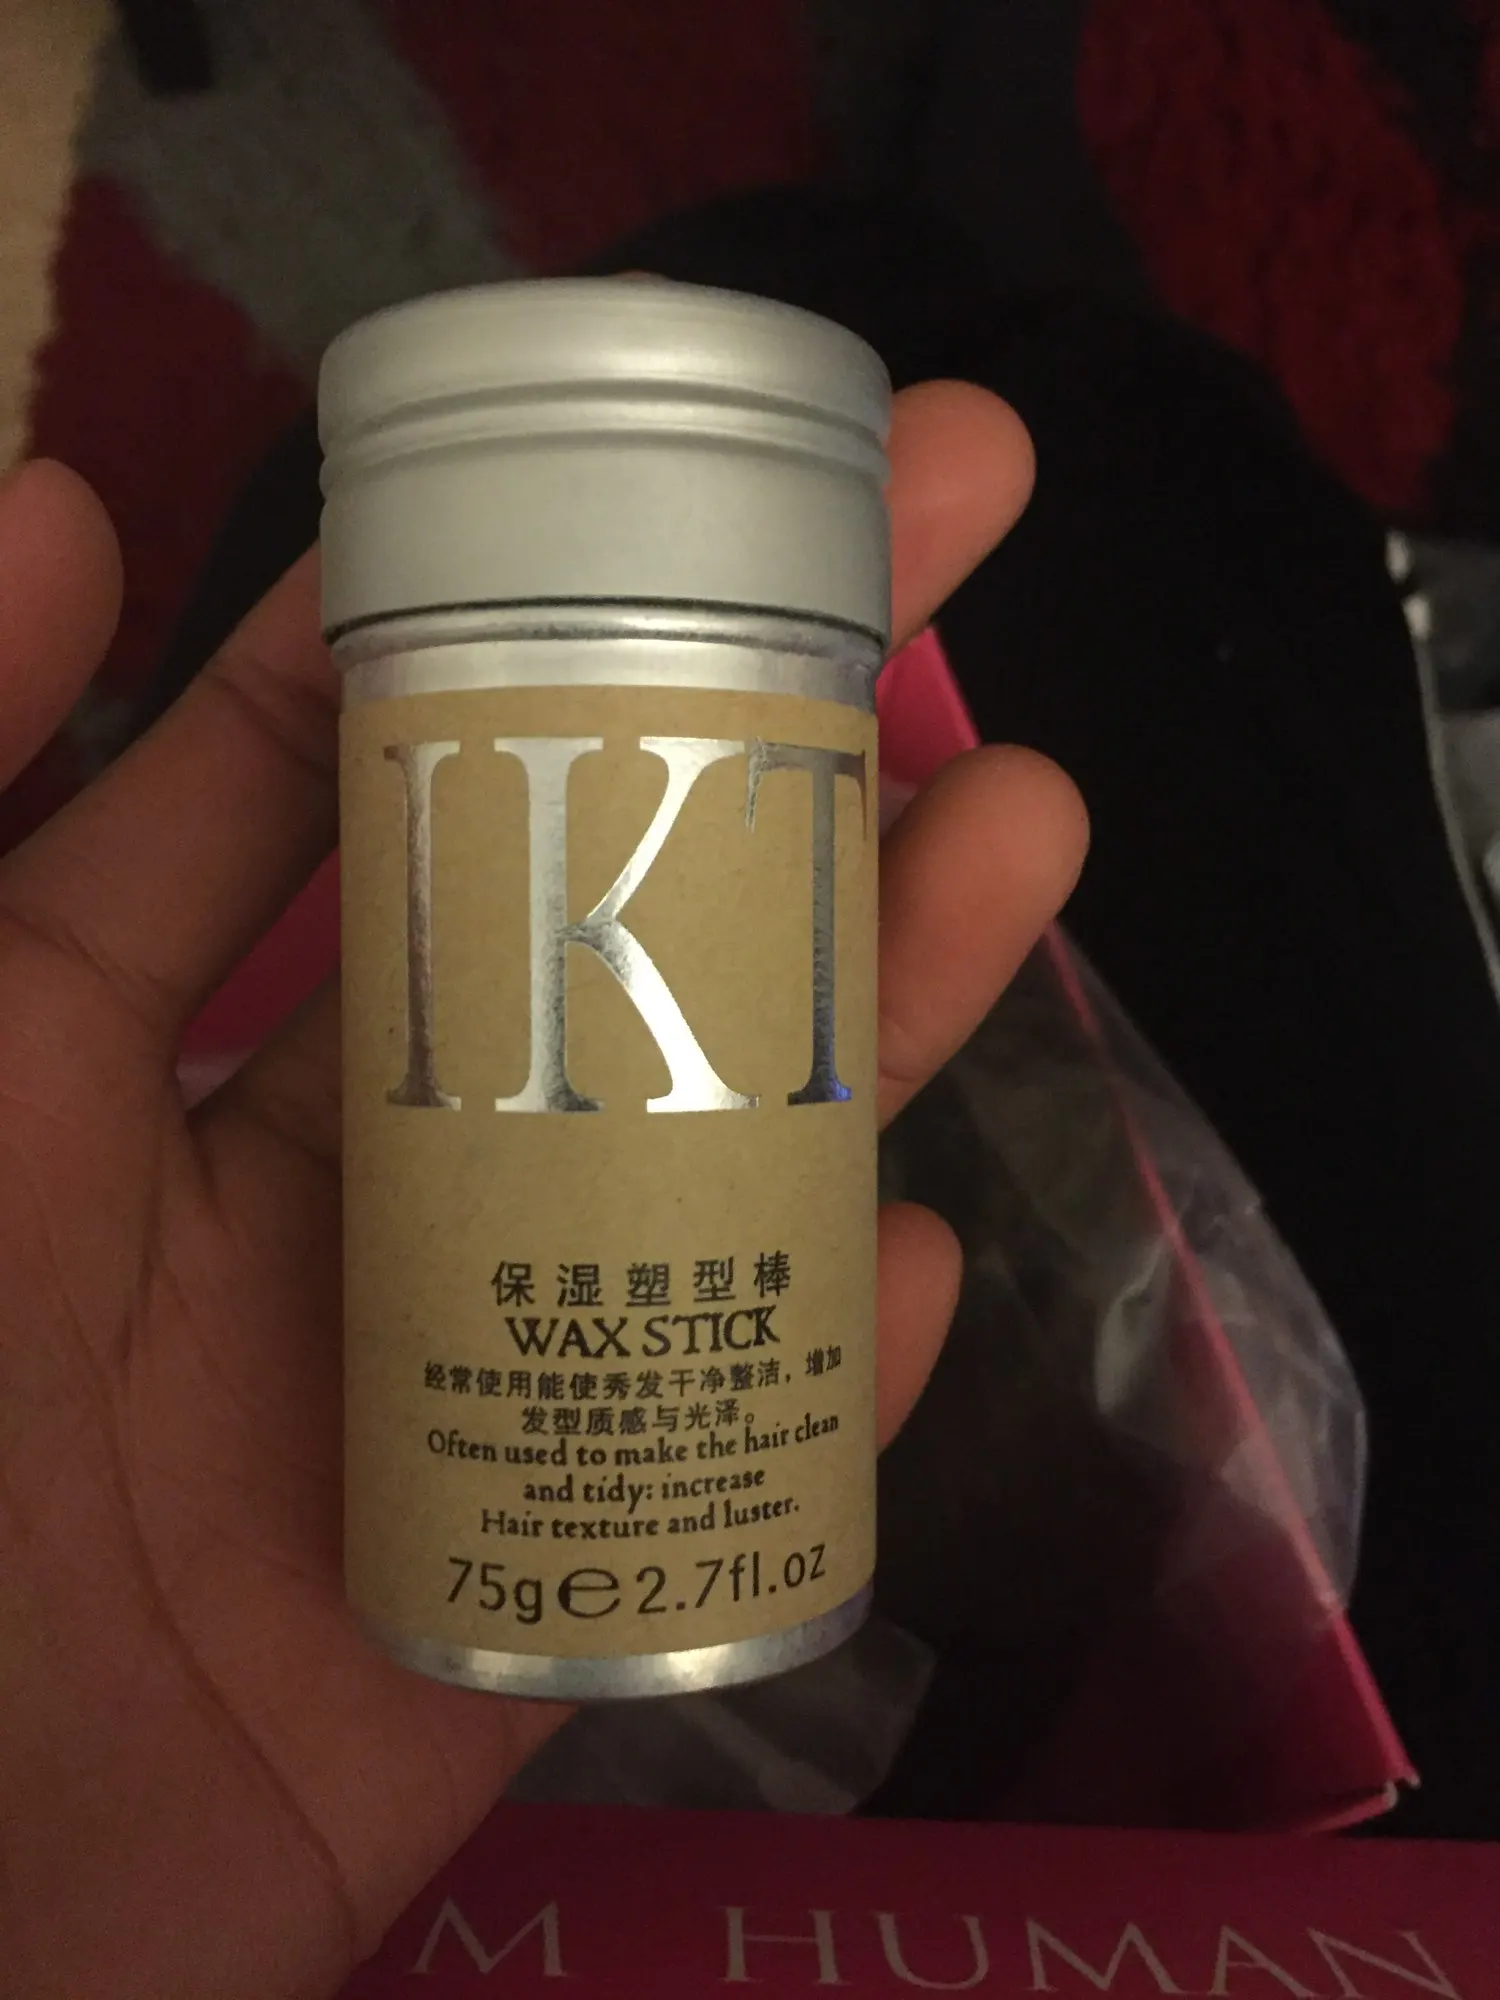 IKT
保湿塑型棒
WAX STICK
经常使用能使秀发干净整洁，增加
发型质感与光泽。
Often used to make the hair clean
and tidy: increase
Hair texture and luster.
75g e 2.7fl.oz
M HUMAN